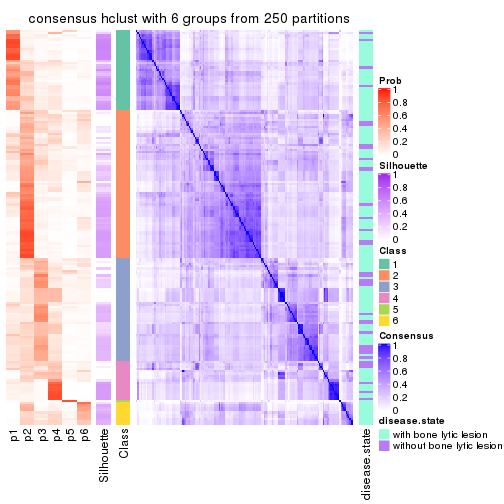 consensus hclust with 6 groups from 250 partitions
Prob
1
0.8
0.6
0.4
0.2
0
Silhouette
1
0.8
0.6
0.4
0.2
0
Class
1
2
3
4
5
6
Consensus
1
0.8
0.6
0.4
0.2
0
disease.state
with bone lytic lesion
without bone lytic lesion
p1
p2
p3
p4
p5
p6
Silhouette
Class
disease.state